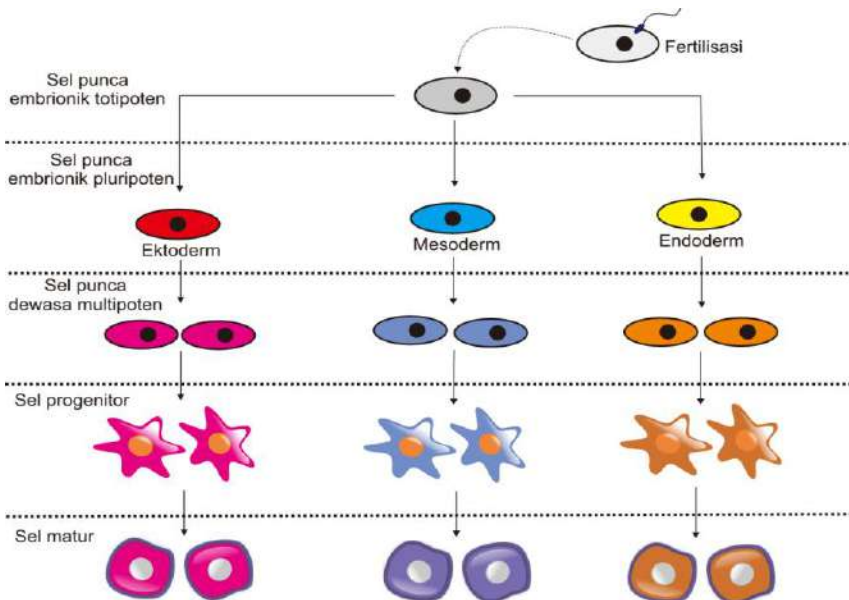 Fertilisasi
Sel punca
embrionik totipoten
Sel punca
embrionik pluripoten
Ektoderm
Mesoderm
Endoderm
Sel punca
dewasa multipoten
Sel progenitor
Sel matur